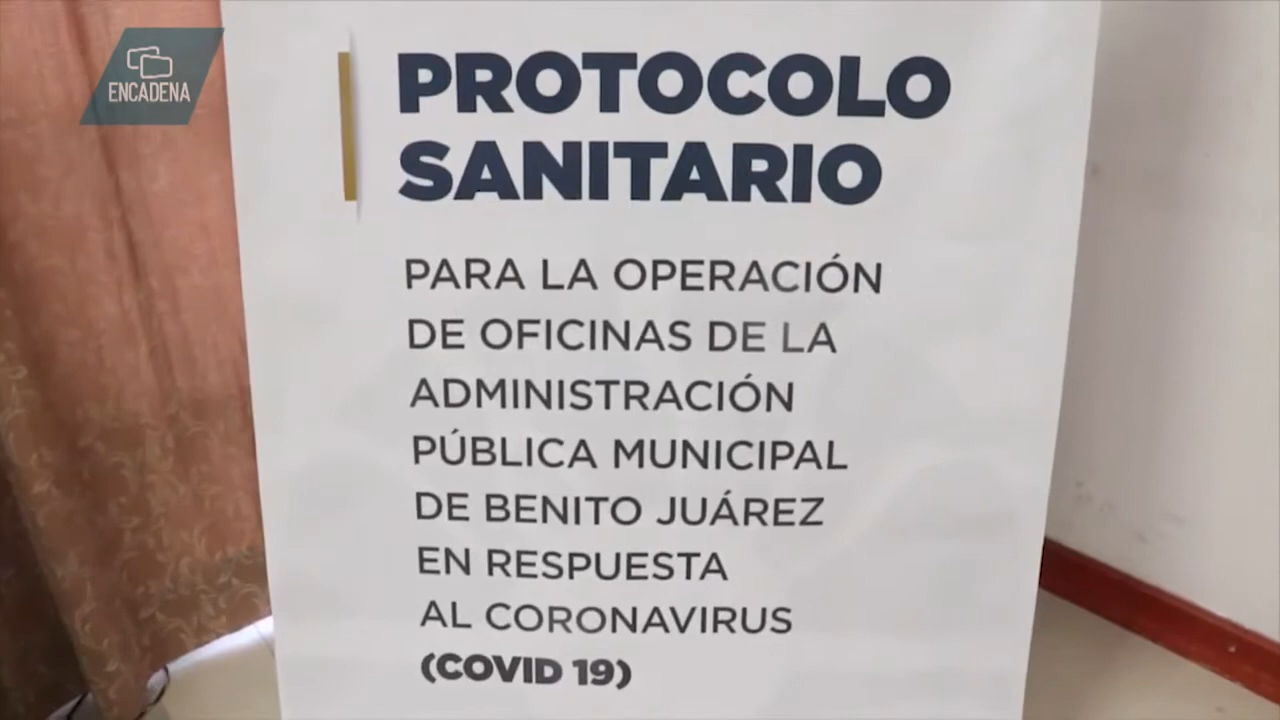 ENCADENA
PROTOCOLO
SANITARIO
PARA LA OPERACIÓN
DE OFICINAS DE LA
ADMINISTRACIÓN
PÚBLICA MUNICIPAL
DE BENITO JUÁREZ
EN RESPUESTA
AL CORONAVIRUS
(COVID 19)